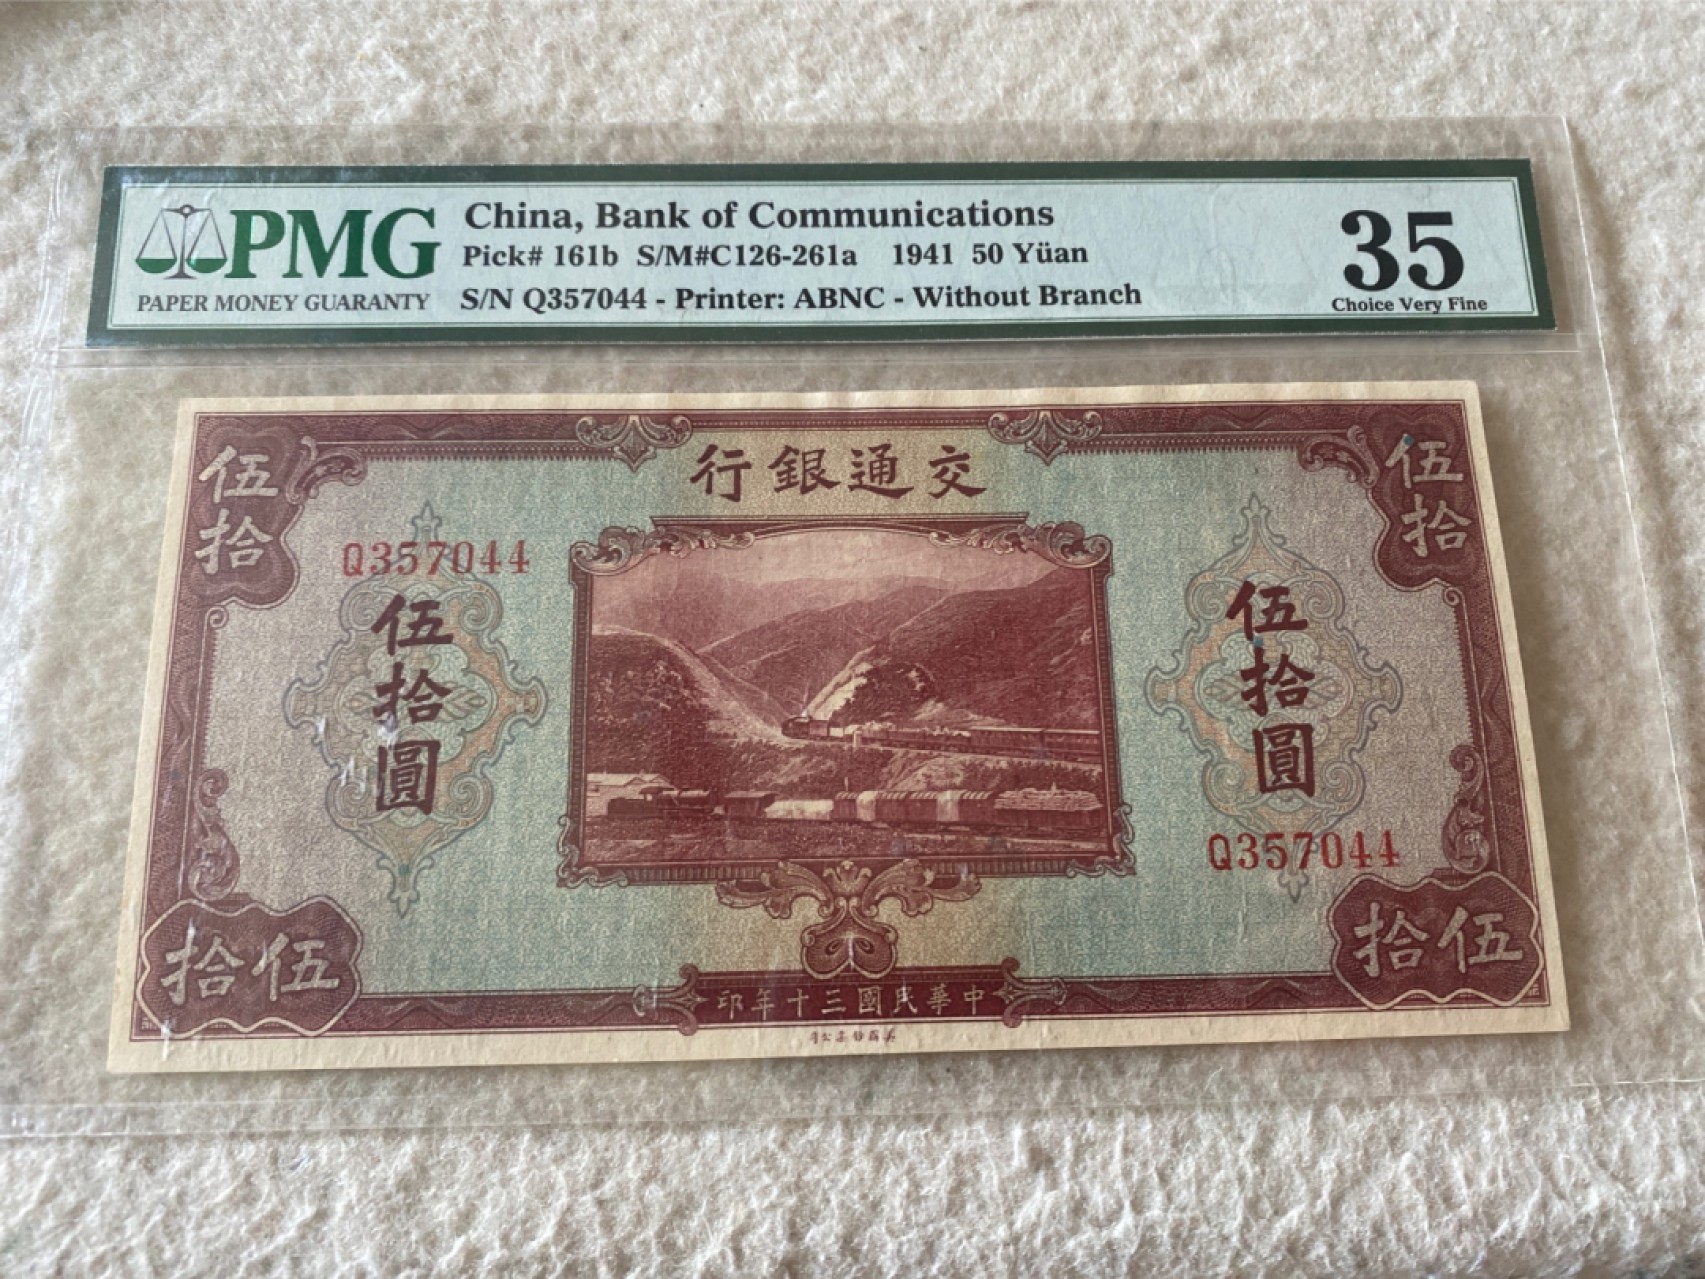 PMG
PAPER MONEY GUARANTY
China, Bank of Communications
Pick# 161b S/M#C126-261a 1941 50 Yüan
S/N Q357044 - Printer: ABNC - Without Branch
35
Choice Very Fine
行銀通交
伍拾
伍拾
Q357044
伍拾圓
伍拾圓
Q357044
拾伍
拾伍
印年十三國民華中